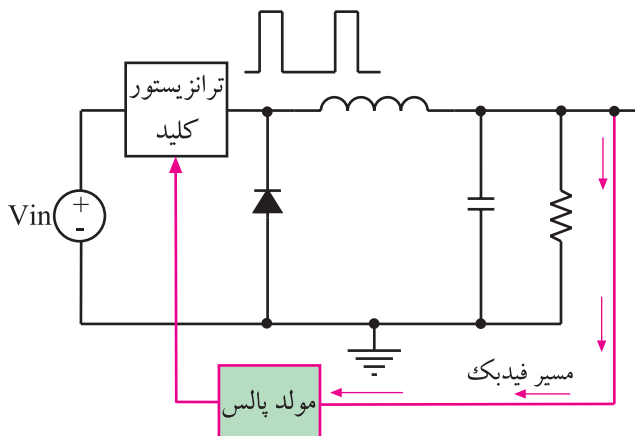 ترانزیستور
کلید
Vin
+
-
مسیر فیدبک
مولد پالس